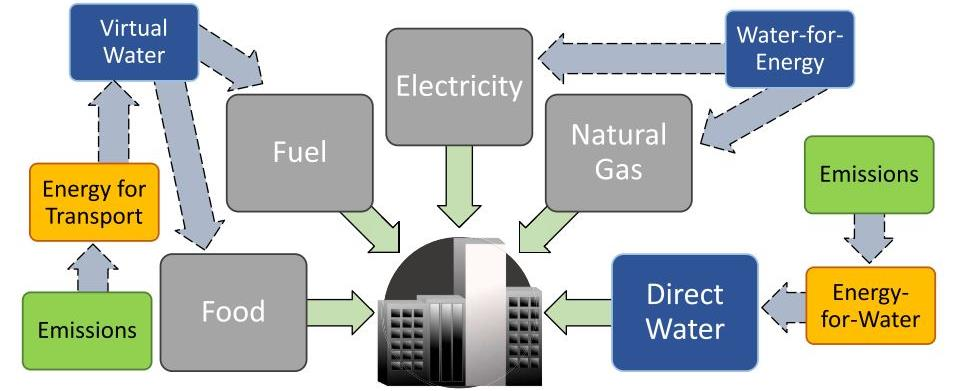 Virtual
Water
Electricity
Water-for-
Energy
Fuel
Natural
Gas
Energy for
Transport
Emissions
Emissions
Food
Direct
Water
Energy-
for-Water